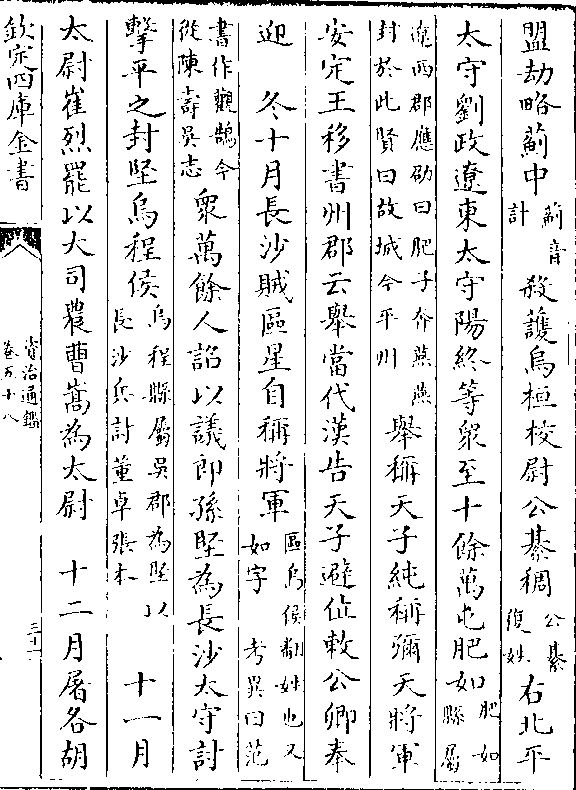 盟劫略薊中薊音計殺護烏桓校尉公綦稠公綦復姓右北平
太守劉政遼東太守陽終等衆至十餘萬屯肥如肥如縣屬
遼西郡應劭曰肥子奔燕燕封於此賢曰故城今平州舉稱天子純稱彌天將軍
安定王移書州郡云舉當代漢告天子避位敕公卿奉
迎 冬十月長沙賊區星自稱將軍區烏侯翻姓也又如字 考異曰范
書作觀鵠今從陳壽吳志衆萬餘人詔以議郎孫堅為長沙太守討
擊平之封堅烏程侯烏程縣屬吳郡為堅以長沙兵討董卓張本 十一月
太尉崔烈罷以大司農曹嵩為太尉 十二月屠各胡
欽定四庫全書
資治通鑑
卷五十八